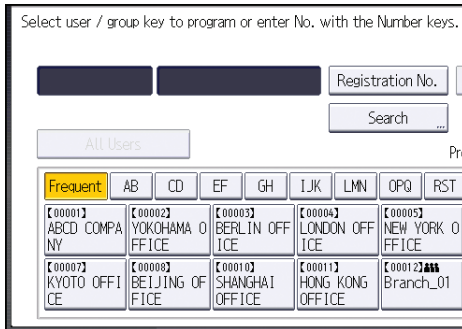 Select user / group key to program or enter No. with the Number keys.
Registration No.
Search ...
All Users
Pr
Frequent AB CD EF GH IJK LMN OPQ RST
【00001】 【00002】 【00003】 【00004】 【00005】
ABCD COMPA YOKOHAMA O BERLIN OFF LONDON OFF NEW YORK O
NY FFICE ICE ICE FFICE
【00007】 【00008】 【00010】 【00011】 【00012】
KYOTO OFFI BEIJING OF SHANGHAI HONG KONG Branch_01
CE FICE OFFICE OFFICE